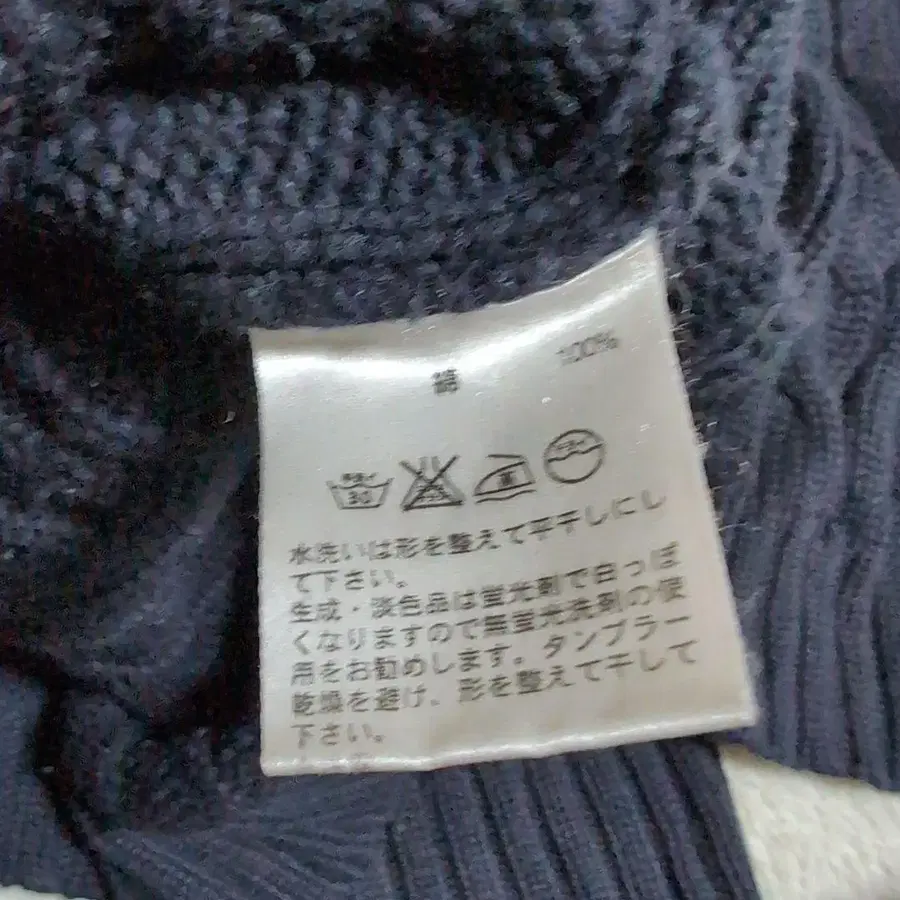 綿 100%
水洗いは形を整えて平干しにし
て下さい。
生成・淡色品は蛍光剤で白っぽ
くなりますので無蛍光洗剤の使
用をお勧めします。タンブラー
乾燥を避け、形を整えて干して
下さい。